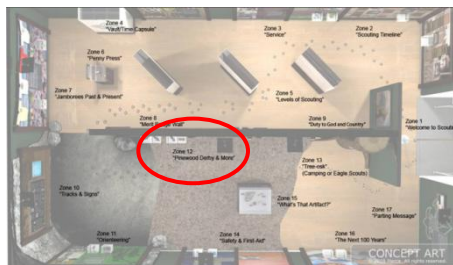 Zone 4
"Vault/Time Capsule"
Zone 3
"Service"
Zone 2
"Scouting Timeline"
Zone 6
"Penny Press"
Zone 7
"Jamborees Past & Present"
Zone 5
"Levels of Scouting"
Zone 8
"Merit Badge Wall"
Zone 9
"Duty to God and Country"
Zone 1
"Welcome to Scouting
Zone 12
"Pinewood Derby & More"
Zone 13
"Tree-mik"
(Camping or Eagle Scouts)
Zone 10
"Tracks & Signs"
Zone 15
"What's That Artifact?"
Zone 17
"Parting Message"
Zone 11
"Orienteering"
Zone 14
"Safety & First Aid"
Zone 16
"The Next 100 Years"
CONCEPT ART